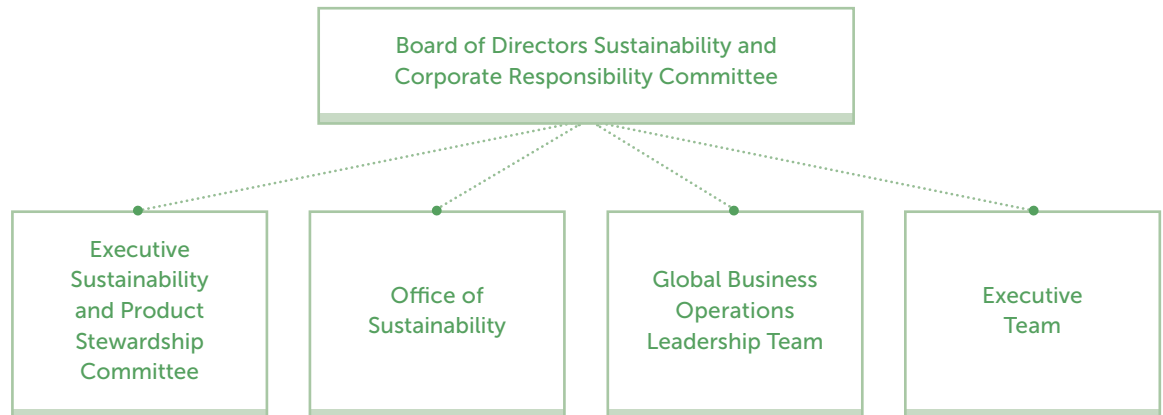 Board of Directors Sustainability and
Corporate Responsibility Committee
Executive
Sustainability
and Product
Stewardship
Committee
Office of
Sustainability
Global Business
Operations
Leadership Team
Executive
Team